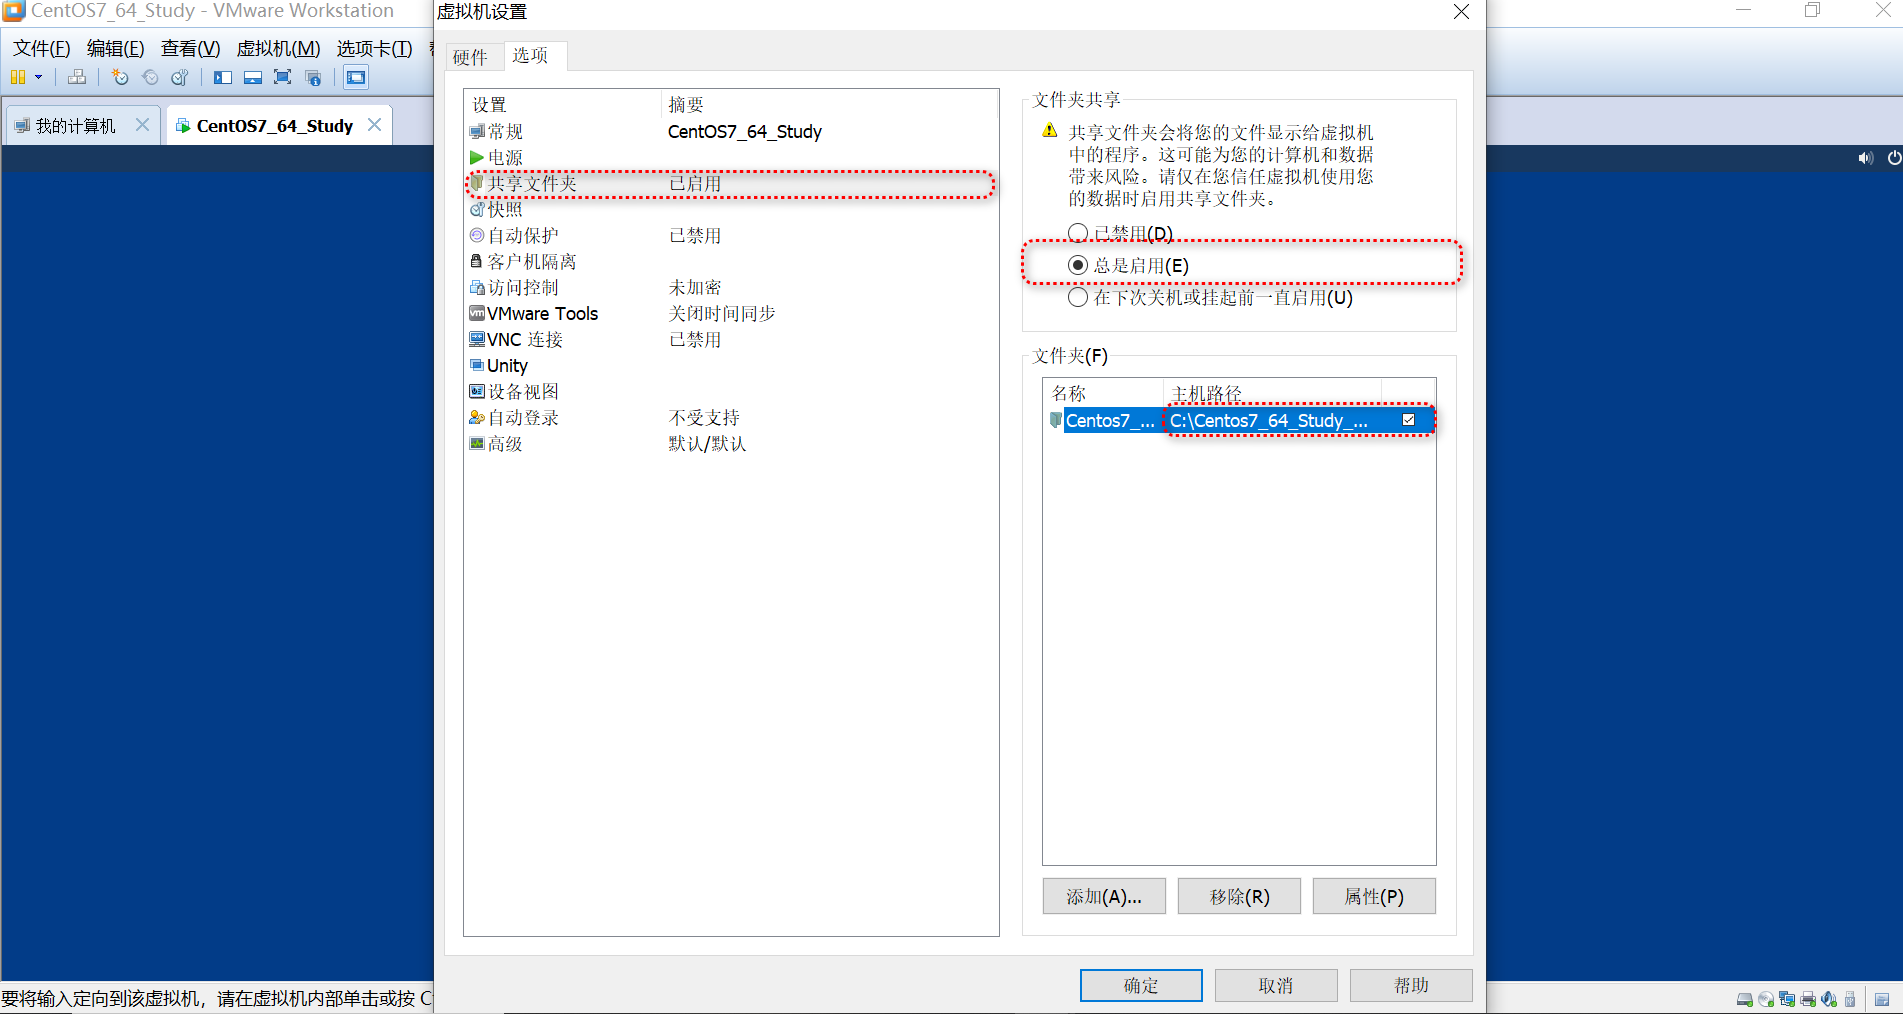 CentOS7_64_Study - VMware Workstation
文件(F) 编辑(E) 查看(V) 虚拟机(M) 选项卡(T)
我的计算机
CentOS7_64_Study
虚拟机设置
硬件
选项
设置 摘要
常规 CentOS7_64_Study
电源
共享文件夹 已启用
快照
自动保护 已禁用
客户机隔离
访问控制 未加密
VMware Tools 关闭时间同步
VNC 连接 已禁用
Unity
设备视图
自动登录 不受支持
高级 默认/默认
文件夹共享
共享文件夹会将您的文件显示给虚拟机
中的程序。这可能为您的计算机和数据
带来风险。请仅在您信任虚拟机使用您
的数据时启用共享文件夹。
已禁用(D)
总是启用(E)
在下次关机或挂起前一直启用(U)
文件夹(F)
名称 主机路径
Centos7_... C:\Centos7_64_Study_...
添加(A)... 移除(R) 属性(P)
确定 取消 帮助
要将输入定向到该虚拟机，请在虚拟机内部单击或按 C